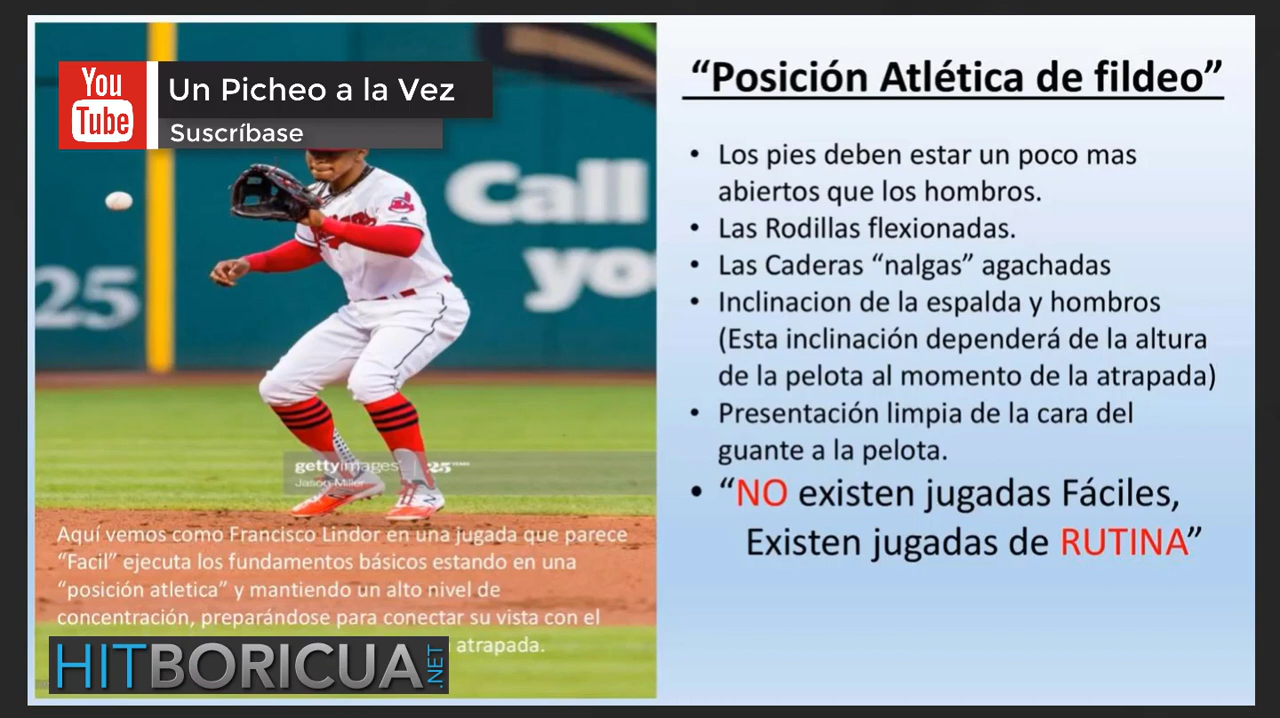 You
Tube
Un Picheo a la Vez
Suscríbase
Call
yo
25
gettyimages®
25
Jason Miller
Aquí vemos como Francisco Lindor en una jugada que parece
“Facil” ejecuta los fundamentos básicos estando en una
“posición atletica” y mantiendo un alto nivel de
concentración, preparándose para conectar su vista con el
atrapada.
HITBORICUA.NET
“Posición Atlética de fildeo”
• Los pies deben estar un poco mas
abiertos que los hombros.
• Las Rodillas flexionadas.
• Las Caderas “nalgas” agachadas
• Inclinacion de la espalda y hombros
(Esta inclinación dependerá de la altura
de la pelota al momento de la atrapada)
• Presentación limpia de la cara del
guante a la pelota.
• “NO existen jugadas Fáciles,
Existen jugadas de RUTINA”